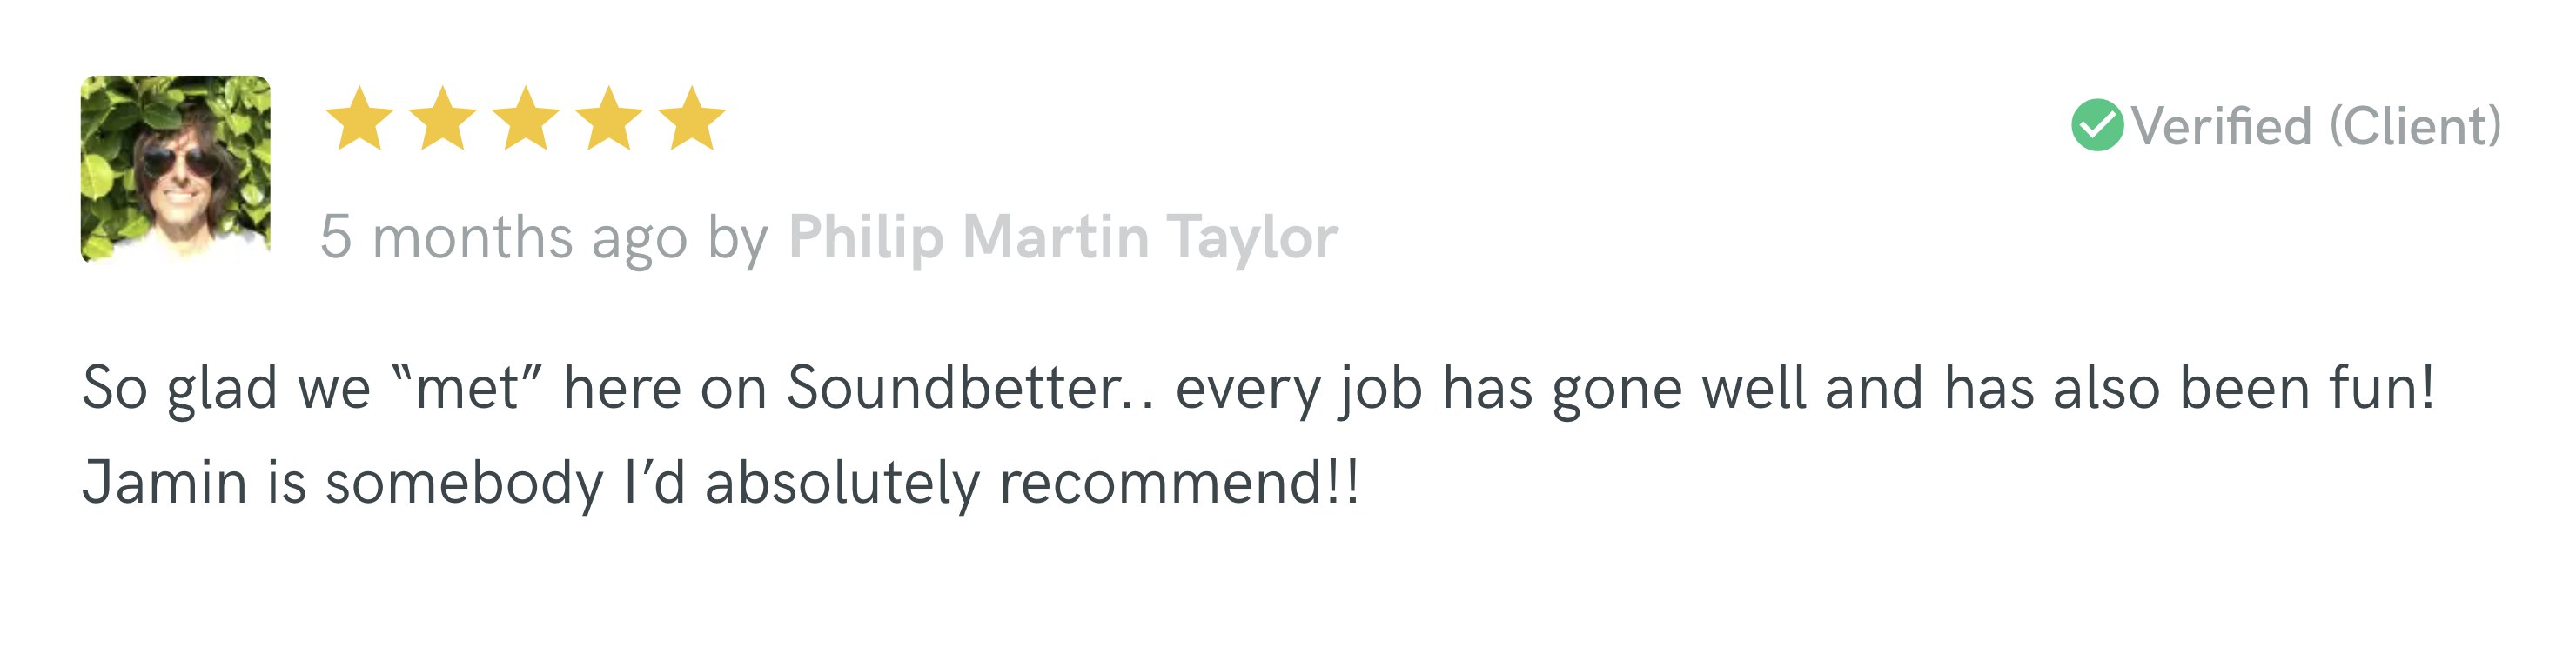 Verified (Client)
5 months ago by Philip Martin Taylor
So glad we “met” here on Soundbetter.. every job has gone well and has also been fun!
Jamin is somebody I’d absolutely recommend!!